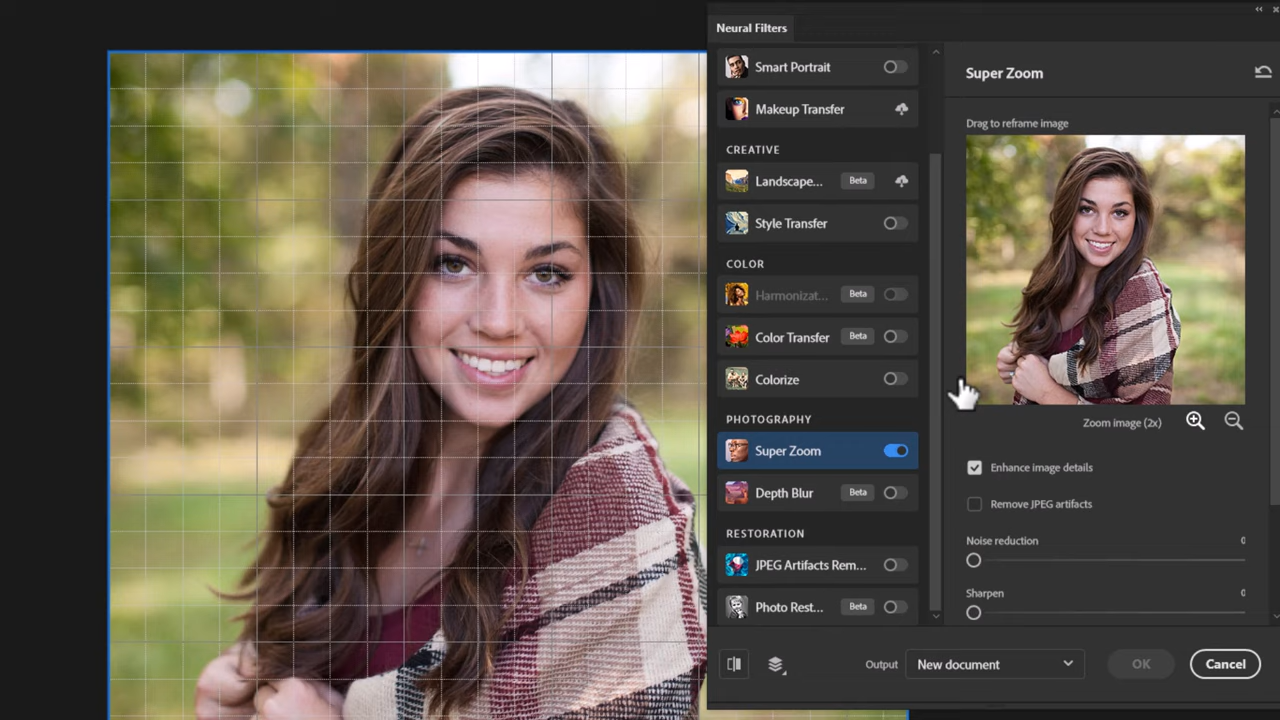 Neural Filters
Smart Portrait
Makeup Transfer
CREATIVE
Landscape... Beta
Style Transfer
COLOR
Harmonizat... Beta
Color Transfer Beta
Colorize
PHOTOGRAPHY
Super Zoom
Depth Blur Beta
RESTORATION
JPEG Artifacts Rem...
Photo Rest... Beta
Super Zoom
Drag to reframe image
Zoom image (2x)
Enhance image details
Remove JPEG artifacts
Noise reduction 0
Sharpen 0
Output New document OK Cancel